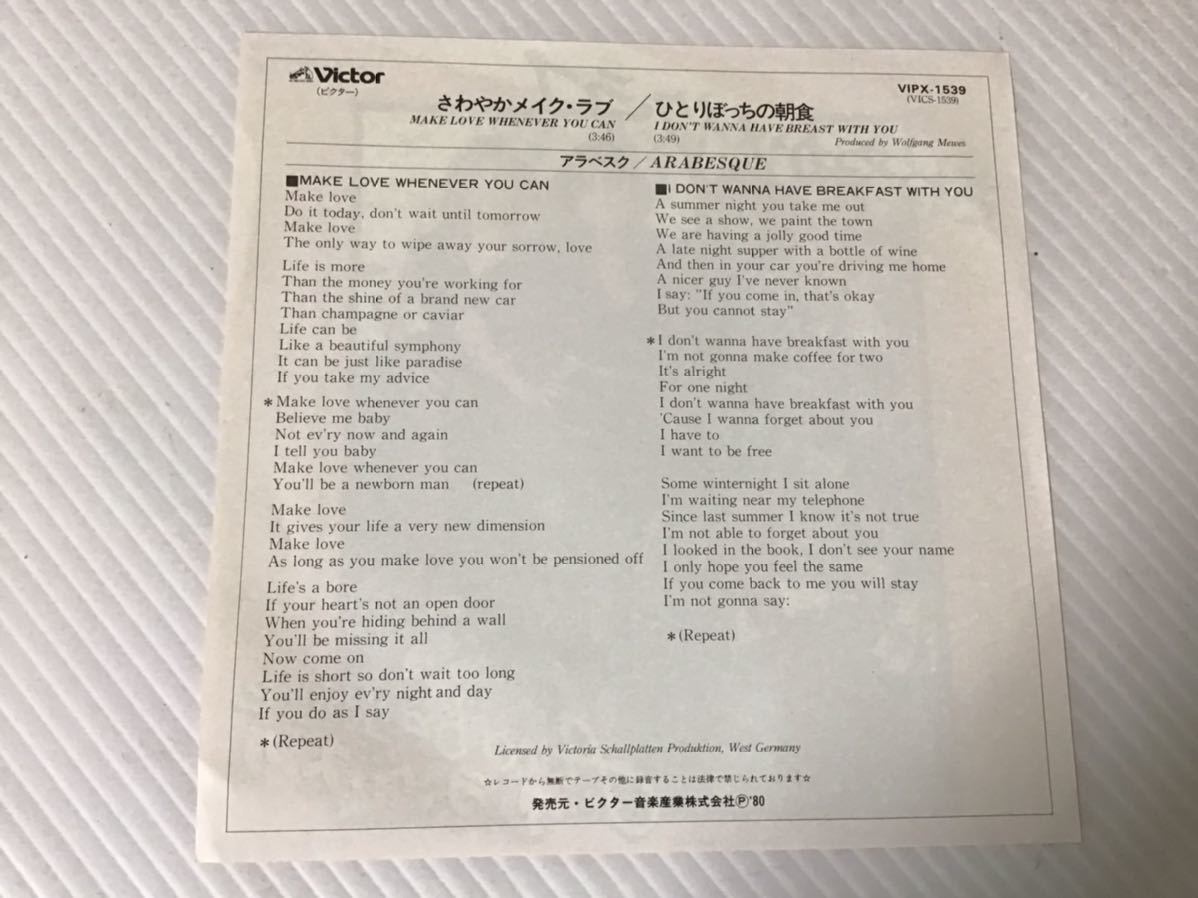 Victor
(ビクター)
VIPX-1539
(VICS-1539)
さわやかメイク・ラブ／ひとりぼっちの朝食
MAKE LOVE WHENEVER YOU CAN
(3:46)
I DON'T WANNA HAVE BREAST WITH YOU
(3:49)
Produced by Wolfgang Mewes
アラベスク／ARABESQUE
■MAKE LOVE WHENEVER YOU CAN
Make love
Do it today, don't wait until tomorrow
Make love
The only way to wipe away your sorrow, love
Life is more
Than the money you're working for
Than the shine of a brand new car
Than champagne or caviar
Life can be
Like a beautiful symphony
It can be just like paradise
If you take my advice
*Make love whenever you can
Believe me baby
Not ev'ry now and again
I tell you baby
Make love whenever you can
You'll be a newborn man (repeat)
Make love
It gives your life a very new dimension
Make love
As long as you make love you won't be pensioned off
Life's a bore
If your heart's not an open door
When you're hiding behind a wall
You'll be missing it all
Now come on
Life is short so don't wait too long
You'll enjoy ev'ry night and day
If you do as I say
*(Repeat)
■I DON'T WANNA HAVE BREAKFAST WITH YOU
A summer night you take me out
We see a show, we paint the town
We are having a jolly good time
A late night supper with a bottle of wine
And then in your car you're driving me home
A nicer guy I've never known
I say: "If you come in, that's okay
But you cannot stay"
*I don't wanna have breakfast with you
I'm not gonna make coffee for two
It's alright
For one night
I don't wanna have breakfast with you
'Cause I wanna forget about you
I have to
I want to be free
Some winternight I sit alone
I'm waiting near my telephone
Since last summer I know it's not true
I'm not able to forget about you
I looked in the book, I don't see your name
I only hope you feel the same
If you come back to me you will stay
I'm not gonna say:
*(Repeat)
Licensed by Victoria Schallplatten Produktion, West Germany
☆レコードから無断でテープその他に録音することは法律で禁じられております☆
発売元・ビクター音楽産業株式会社Ⓟ'80